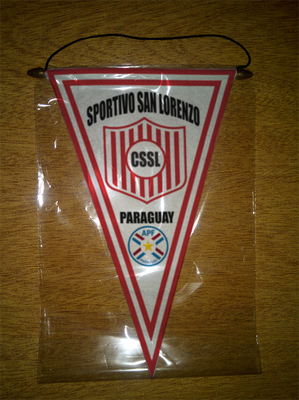 SPORTIVO SAN LORENZO
CSSL
PARAGUAY
APF